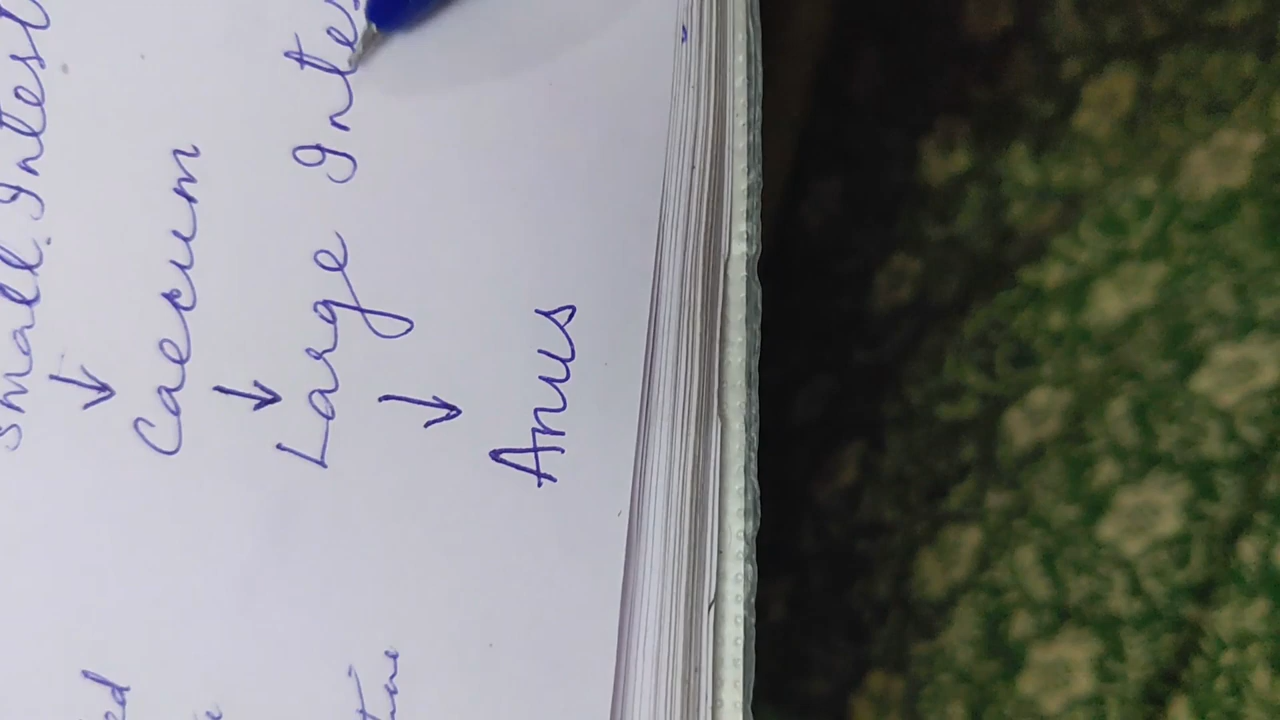 Small Intest
↓
Caecum
↓
Large Inte
↓
Anus